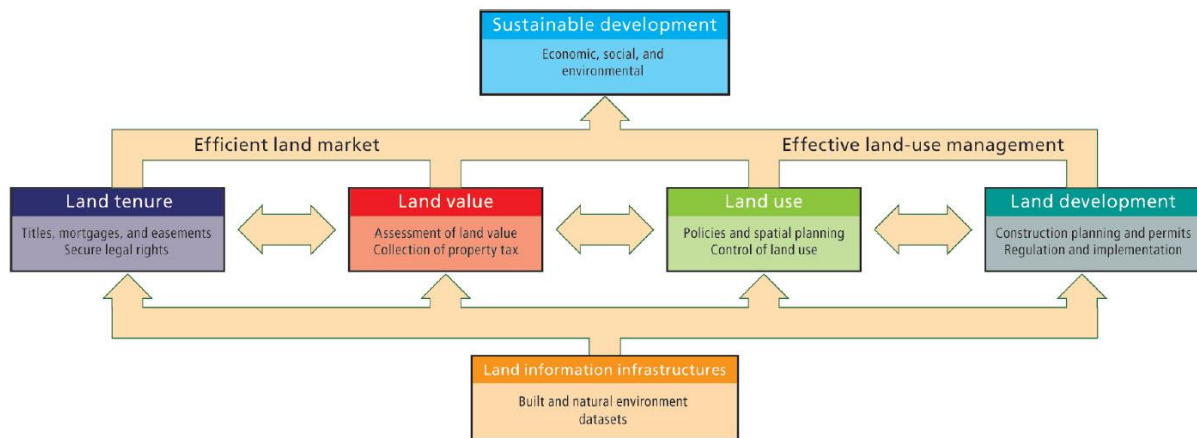 Sustainable development
Economic, social, and
environmental
Efficient land market
Effective land-use management
Land tenure
Titles, mortgages, and easements
Secure legal rights
Land value
Assessment of land value
Collection of property tax
Land use
Policies and spatial planning
Control of land use
Land development
Construction planning and permits
Regulation and implementation
Land information infrastructures
Built and natural environment
datasets